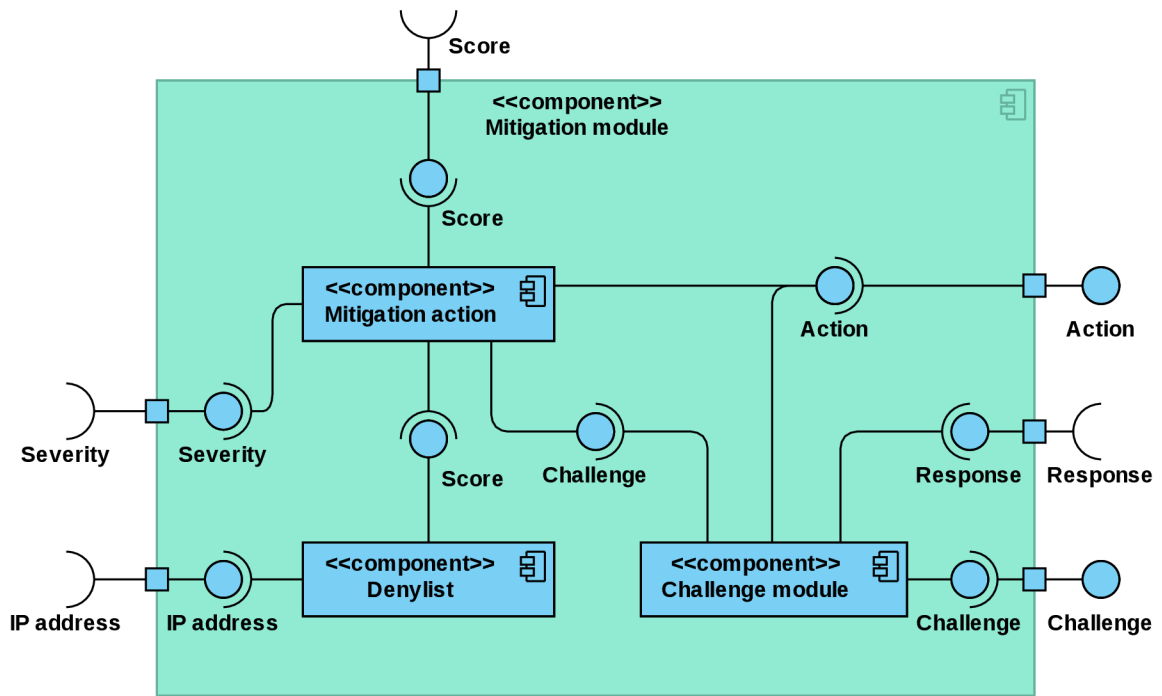 Score
<<component>>
Mitigation module
Score
<<component>>
Mitigation action
Action
Action
Severity
Severity
Score
Challenge
Response
Response
<<component>>
Denylist
<<component>>
Challenge module
IP address
IP address
Challenge
Challenge